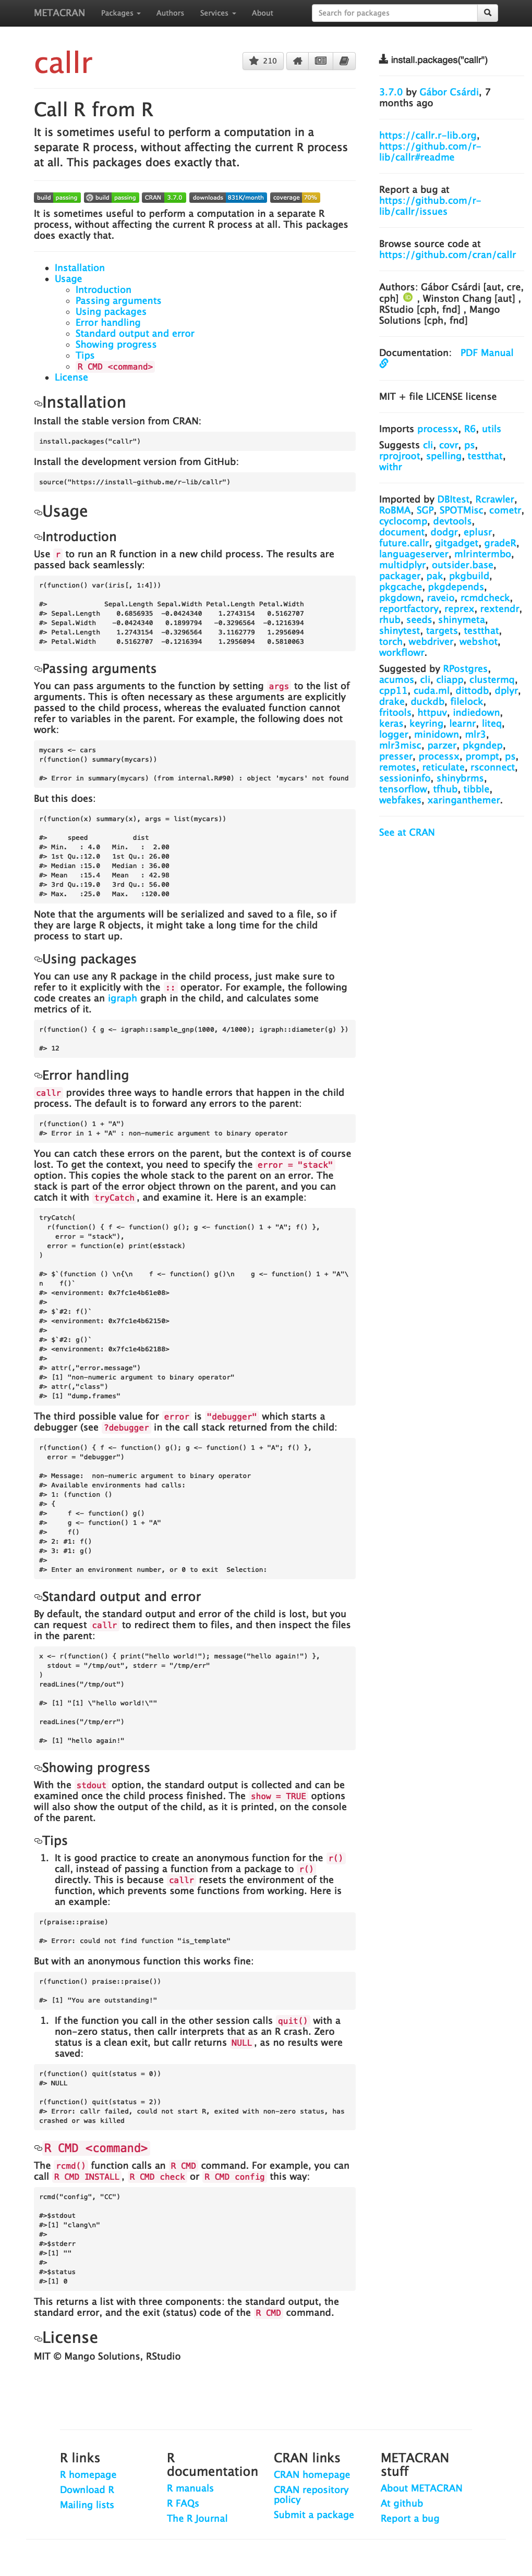 METACRAN Packages Authors Services About Search for packages
callr
210
Call R from R
It is sometimes useful to perform a computation in a
separate R process, without affecting the current R process
at all. This packages does exactly that.
build passing build passing CRAN 3.7.0 downloads 831K/month coverage 70%
It is sometimes useful to perform a computation in a separate R
process, without affecting the current R process at all. This packages
does exactly that.
Installation
Usage
Introduction
Passing arguments
Using packages
Error handling
Standard output and error
Showing progress
Tips
R CMD <command>
License
Installation
Install the stable version from CRAN:
install.packages("callr")
Install the development version from GitHub:
source("https://install-github.me/r-lib/callr")
Usage
Introduction
Use r to run an R function in a new child process. The results are
passed back seamlessly:
r(function() var(iris[, 1:4]))
#> Sepal.Length Sepal.Width Petal.Length Petal.Width
#> Sepal.Length 0.6856935 -0.0424340 1.2743154 0.5162707
#> Sepal.Width -0.0424340 0.1899794 -0.3296564 -0.1216394
#> Petal.Length 1.2743154 -0.3296564 3.1162779 1.2956094
#> Petal.Width 0.5162707 -0.1216394 1.2956094 0.5810063
Passing arguments
You can pass arguments to the function by setting args to the list of
arguments. This is often necessary as these arguments are explicitly
passed to the child process, whereas the evaluated function cannot
refer to variables in the parent. For example, the following does not
work:
mycars <- cars
r(function() summary(mycars))
#> Error in summary(mycars) (from internal.R#90) : object 'mycars' not found
But this does:
r(function(x) summary(x), args = list(mycars))
#> speed dist
#> Min. : 4.0 Min. : 2.00
#> 1st Qu.:12.0 1st Qu.: 26.00
#> Median :15.0 Median : 36.00
#> Mean :15.4 Mean : 42.98
#> 3rd Qu.:19.0 3rd Qu.: 56.00
#> Max. :25.0 Max. :120.00
Note that the arguments will be serialized and saved to a file, so if
they are large R objects, it might take a long time for the child
process to start up.
Using packages
You can use any R package in the child process, just make sure to
refer to it explicitly with the :: operator. For example, the following
code creates an igraph graph in the child, and calculates some
metrics of it.
r(function() { g <- igraph::sample_gnp(1000, 4/1000); igraph::diameter(g) })
#> 12
Error handling
callr provides three ways to handle errors that happen in the child
process. The default is to forward any errors to the parent:
r(function() 1 + "A")
#> Error in 1 + "A" : non-numeric argument to binary operator
You can catch these errors on the parent, but the context is of course
lost. To get the context, you need to specify the error = "stack"
option. This copies the whole stack to the parent on an error. The
stack is part of the error object thrown on the parent, and you can
catch it with tryCatch, and examine it. Here is an example:
tryCatch(
r(function() { f <- function() g(); g <- function() 1 + "A"; f() },
error = "stack"),
error = function(e) print(e$stack)
)
#> $`(function () \n{\n f <- function() g()\n g <- function() 1 + "A"\
n f()`
#> <environment: 0x7fc1e4b61e08>
#>
#> $`#2: f()`
#> <environment: 0x7fc1e4b62150>
#>
#> $`#2: g()`
#> <environment: 0x7fc1e4b62188>
#>
#> attr(,"error.message")
#> [1] "non-numeric argument to binary operator"
#> attr(,"class")
#> [1] "dump.frames"
The third possible value for error is "debugger" which starts a
debugger (see ?debugger in the call stack returned from the child:
r(function() { f <- function() g(); g <- function() 1 + "A"; f() },
error = "debugger")
#> Message: non-numeric argument to binary operator
#> Available environments had calls:
#> 1: (function ()
#> {
#> f <- function() g()
#> g <- function() 1 + "A"
#> f()
#> 2: #1: f()
#> 3: #1: g()
#>
#> Enter an environment number, or 0 to exit Selection:
Standard output and error
By default, the standard output and error of the child is lost, but you
can request callr to redirect them to files, and then inspect the files
in the parent:
x <- r(function() { print("hello world!"); message("hello again!") },
stdout = "/tmp/out", stderr = "/tmp/err"
)
readLines("/tmp/out")
#> [1] "[1] \"hello world!\""
readLines("/tmp/err")
#> [1] "hello again!"
Showing progress
With the stdout option, the standard output is collected and can be
examined once the child process finished. The show = TRUE options
will also show the output of the child, as it is printed, on the console
of the parent.
Tips
1. It is good practice to create an anonymous function for the r()
call, instead of passing a function from a package to r()
directly. This is because callr resets the environment of the
function, which prevents some functions from working. Here is
an example:
r(praise::praise)
#> Error: could not find function "is_template"
But with an anonymous function this works fine:
r(function() praise::praise())
#> [1] "You are outstanding!"
1. If the function you call in the other session calls quit() with a
non-zero status, then callr interprets that as an R crash. Zero
status is a clean exit, but callr returns NULL, as no results were
saved:
r(function() quit(status = 0))
#> NULL
r(function() quit(status = 2))
#> Error: callr failed, could not start R, exited with non-zero status, has
crashed or was killed
R CMD <command>
The rcmd() function calls an R CMD command. For example, you can
call R CMD INSTALL, R CMD check or R CMD config this way:
rcmd("config", "CC")
#>$stdout
#>[1] "clang\n"
#>
#>$stderr
#>[1] ""
#>
#>$status
#>[1] 0
This returns a list with three components: the standard output, the
standard error, and the exit (status) code of the R CMD command.
License
MIT © Mango Solutions, RStudio
install.packages("callr")
3.7.0 by Gábor Csárdi, 7
months ago
https://callr.r-lib.org,
https://github.com/r-
lib/callr#readme
Report a bug at
https://github.com/r-
lib/callr/issues
Browse source code at
https://github.com/cran/callr
Authors: Gábor Csárdi [aut, cre,
cph] iD , Winston Chang [aut] ,
RStudio [cph, fnd] , Mango
Solutions [cph, fnd]
Documentation: PDF Manual
MIT + file LICENSE license
Imports processx, R6, utils
Suggests cli, covr, ps,
rprojroot, spelling, testthat,
withr
Imported by DBItest, Rcrawler,
RoBMA, SGP, SPOTMisc, cometr,
cyclocomp, devtools,
document, dodgr, eplusr,
future.callr, gitgadget, gradeR,
languageserver, mlrintermbo,
multidplyr, outsider.base,
packager, pak, pkgbuild,
pkgcache, pkgdepends,
pkgdown, raveio, rcmdcheck,
reportfactory, reprex, rextendr,
rhub, seeds, shinymeta,
shinytest, targets, testthat,
torch, webdriver, webshot,
workflowr.
Suggested by RPostgres,
acumos, cli, cliapp, clustermq,
cpp11, cuda.ml, dittodb, dplyr,
drake, duckdb, filelock,
fritools, httpuv, indiedown,
keras, keyring, learnr, liteq,
logger, minidown, mlr3,
mlr3misc, parzer, pkgndep,
presser, processx, prompt, ps,
remotes, reticulate, rsconnect,
sessioninfo, shinybrms,
tensorflow, tfhub, tibble,
webfakes, xaringanthemer.
See at CRAN
R links
R homepage
Download R
Mailing lists
R
documentation
R manuals
R FAQs
The R Journal
CRAN links
CRAN homepage
CRAN repository
policy
Submit a package
METACRAN
stuff
About METACRAN
At github
Report a bug